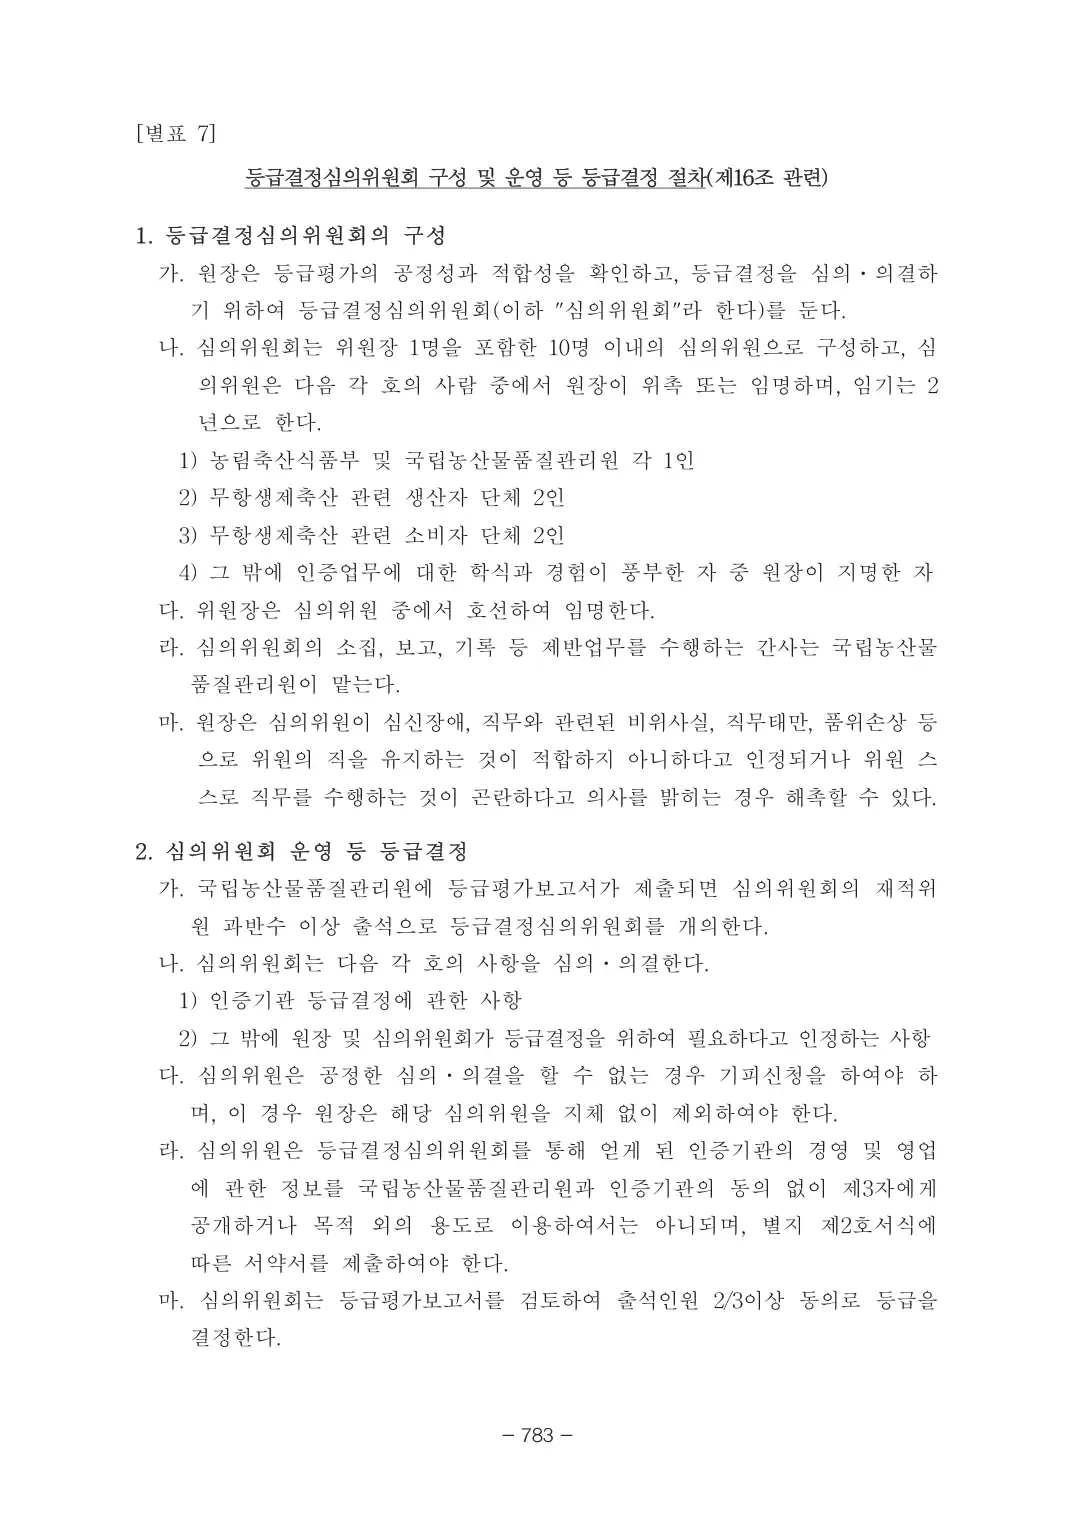 [별표 7]
등급결정심의위원회 구성 및 운영 등 등급결정 절차(제16조 관련)
1. 등급결정심의위원회의 구성
가. 원장은 등급평가의 공정성과 적합성을 확인하고, 등급결정을 심의·의결하
기 위하여 등급결정심의위원회(이하 "심의위원회"라 한다)를 둔다.
나. 심의위원회는 위원장 1명을 포함한 10명 이내의 심의위원으로 구성하고, 심
의위원은 다음 각 호의 사람 중에서 원장이 위촉 또는 임명하며, 임기는 2
년으로 한다.
1) 농림축산식품부 및 국립농산물품질관리원 각 1인
2) 무항생제축산 관련 생산자 단체 2인
3) 무항생제축산 관련 소비자 단체 2인
4) 그 밖에 인증업무에 대한 학식과 경험이 풍부한 자 중 원장이 지명한 자
다. 위원장은 심의위원 중에서 호선하여 임명한다.
라. 심의위원회의 소집, 보고, 기록 등 제반업무를 수행하는 간사는 국립농산물
품질관리원이 맡는다.
마. 원장은 심의위원이 심신장애, 직무와 관련된 비위사실, 직무태만, 품위손상 등
으로 위원의 직을 유지하는 것이 적합하지 아니하다고 인정되거나 위원 스
스로 직무를 수행하는 것이 곤란하다고 의사를 밝히는 경우 해촉할 수 있다.
2. 심의위원회 운영 등 등급결정
가. 국립농산물품질관리원에 등급평가보고서가 제출되면 심의위원회의 재적위
원 과반수 이상 출석으로 등급결정심의위원회를 개의한다.
나. 심의위원회는 다음 각 호의 사항을 심의·의결한다.
1) 인증기관 등급결정에 관한 사항
2) 그 밖에 원장 및 심의위원회가 등급결정을 위하여 필요하다고 인정하는 사항
다. 심의위원은 공정한 심의·의결을 할 수 없는 경우 기피신청을 하여야 하
며, 이 경우 원장은 해당 심의위원을 지체 없이 제외하여야 한다.
라. 심의위원은 등급결정심의위원회를 통해 얻게 된 인증기관의 경영 및 영업
에 관한 정보를 국립농산물품질관리원과 인증기관의 동의 없이 제3자에게
공개하거나 목적 외의 용도로 이용하여서는 아니되며, 별지 제2호서식에
따른 서약서를 제출하여야 한다.
마. 심의위원회는 등급평가보고서를 검토하여 출석인원 2/3이상 동의로 등급을
결정한다.
- 783 -